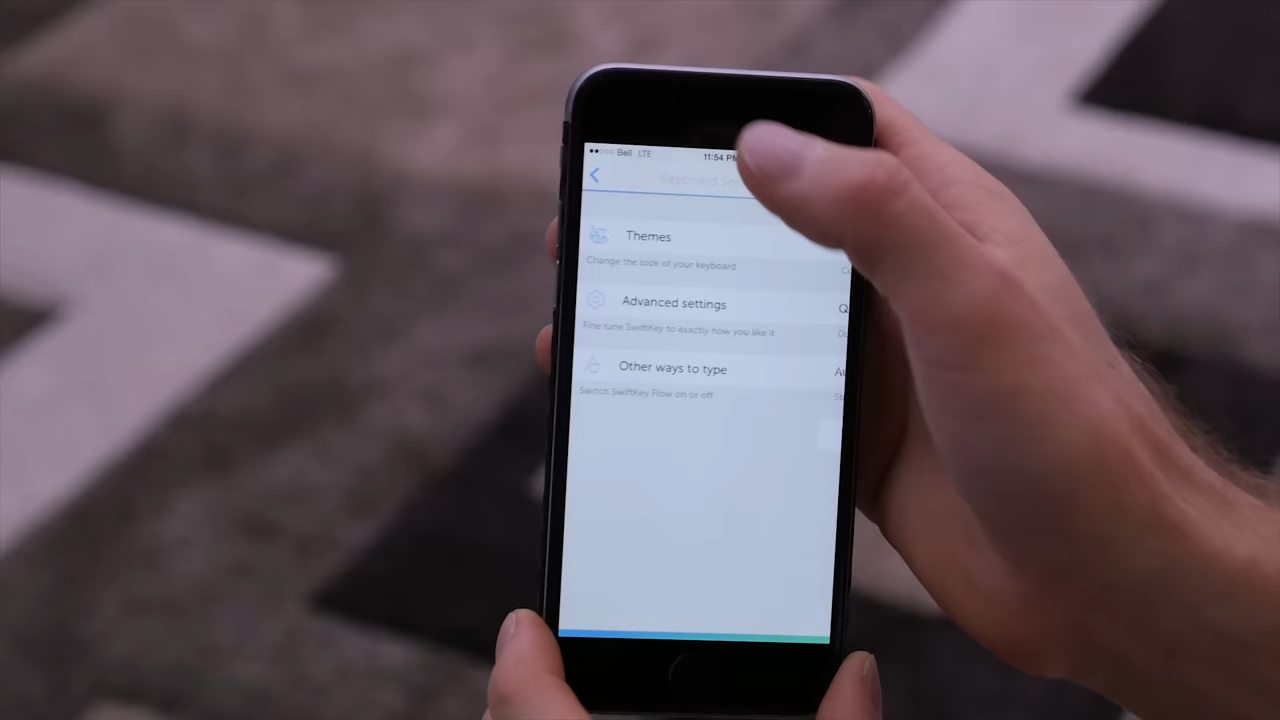 Bell LTE 11:54 PM
Keyboard
Themes
Change the look of your keyboard
Advanced settings
Fine tune SwiftKey to exactly how you like it
Other ways to type
Switch SwiftKey Flow on or off